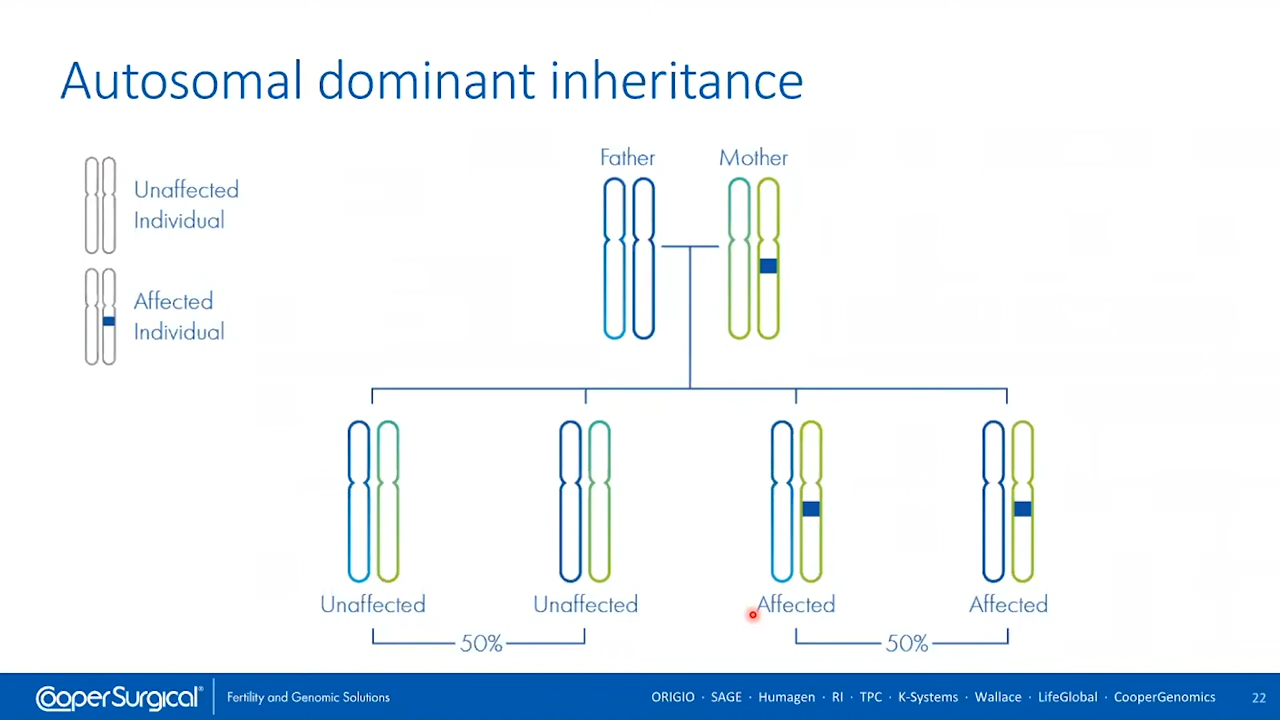 Autosomal dominant inheritance
Unaffected
Individual
Affected
Individual
Father
Mother
Unaffected
Unaffected
Affected
Affected
50%
50%
CooperSurgical®
Fertility and Genomic Solutions
ORIGIO · SAGE · Humagen · RI · TPC · K-Systems · Wallace · LifeGlobal · CooperGenomics
22